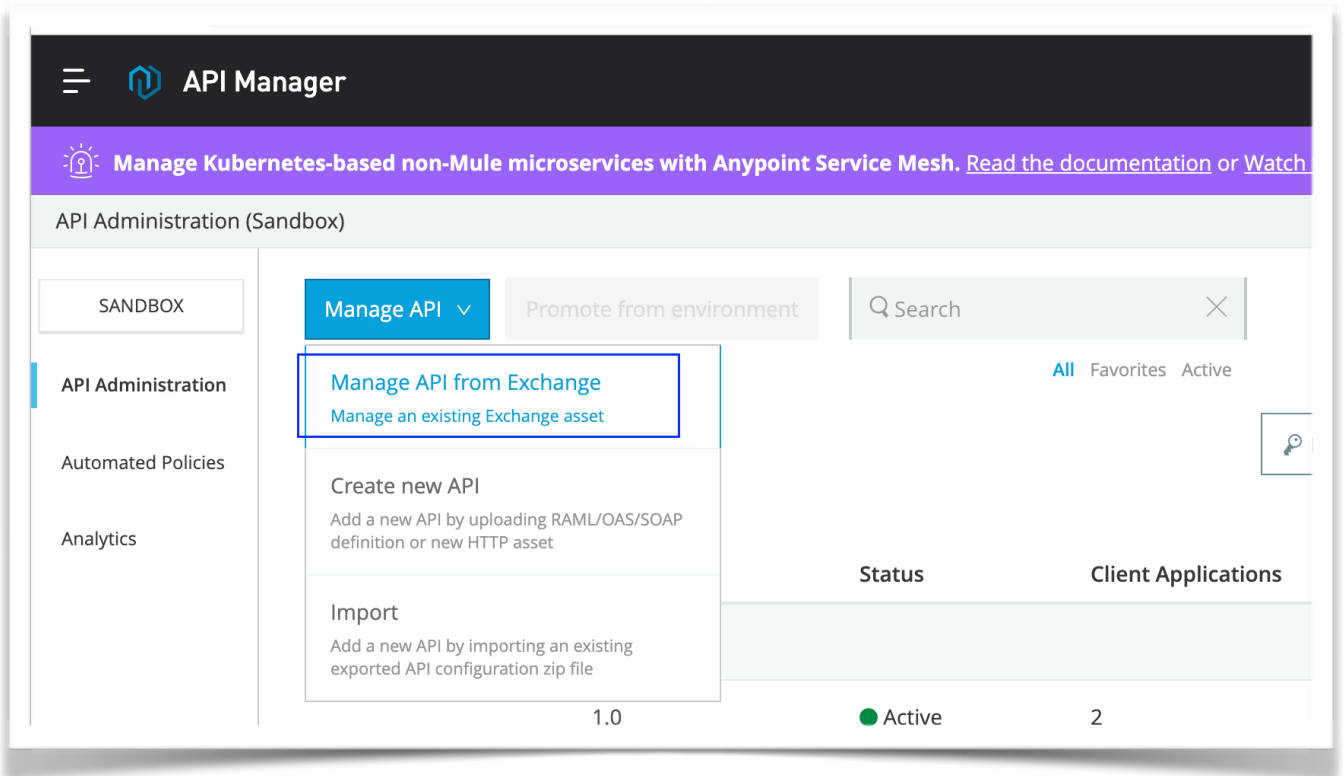 API Manager
Manage Kubernetes-based non-Mule microservices with Anypoint Service Mesh. Read the documentation or Watch
API Administration (Sandbox)
SANDBOX
API Administration
Automated Policies
Analytics
Manage API
Promote from environment
Search
All Favorites Active
Manage API from Exchange
Manage an existing Exchange asset
Create new API
Add a new API by uploading RAML/OAS/SOAP
definition or new HTTP asset
Import
Add a new API by importing an existing
exported API configuration zip file
Status
Client Applications
1.0
Active
2